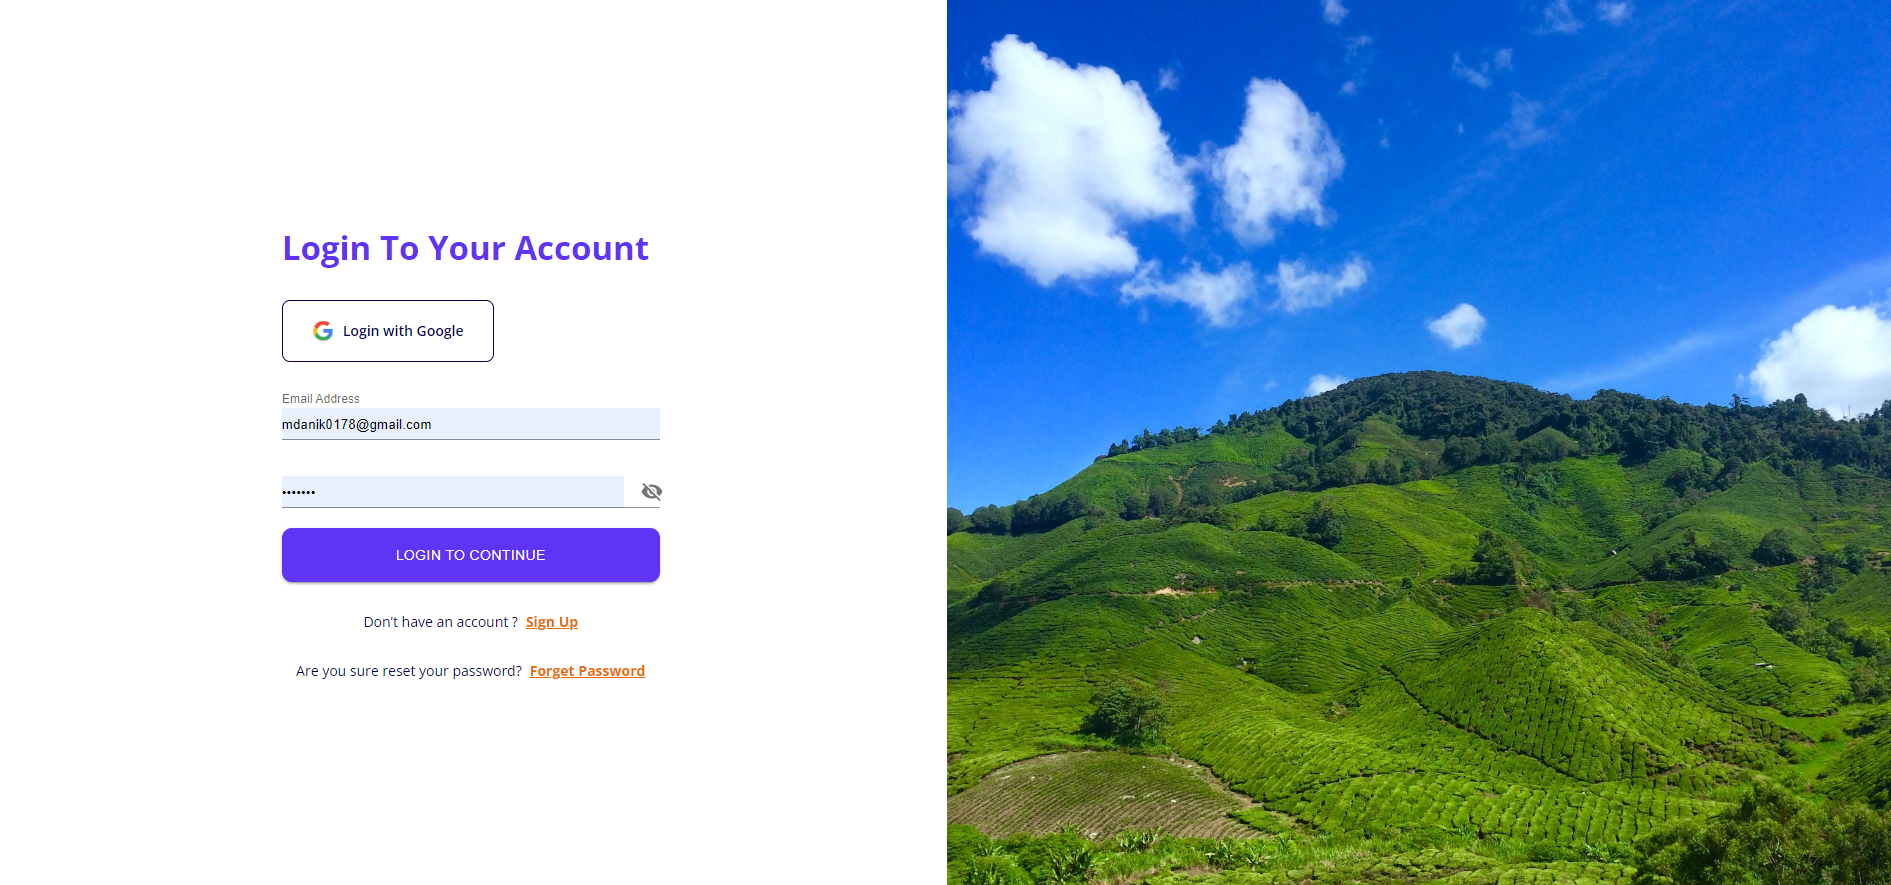 Login To Your Account
Login with Google
Email Address
mdanik0178@gmail.com
•••••••
LOGIN TO CONTINUE
Don't have an account ? Sign Up
Are you sure reset your password? Forget Password